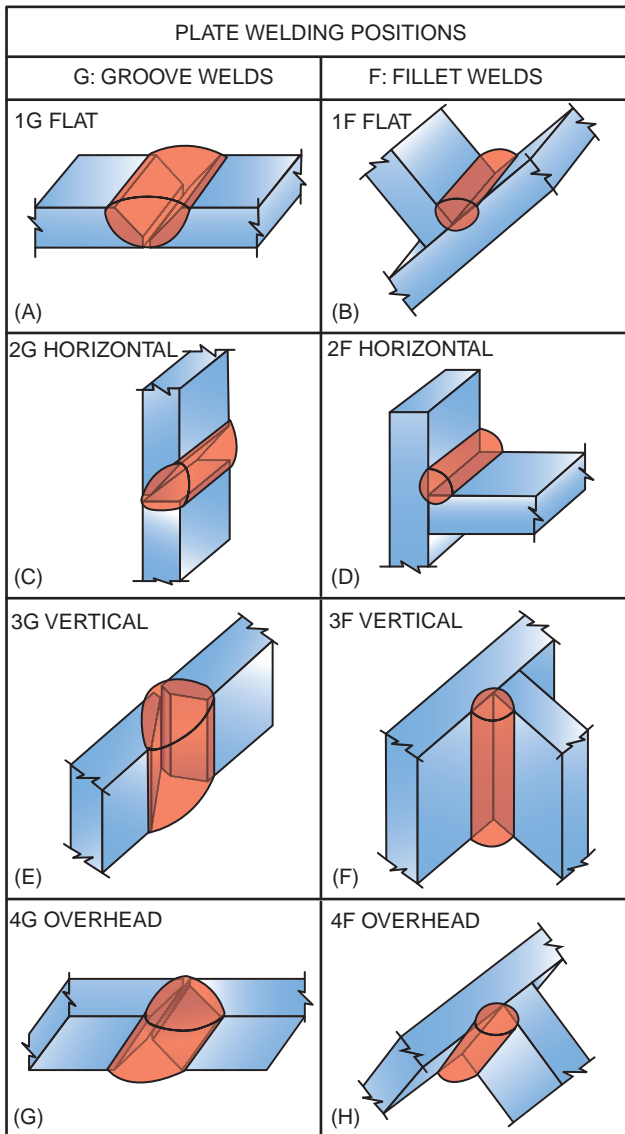 PLATE WELDING POSITIONS
G: GROOVE WELDS
F: FILLET WELDS
1G FLAT
(A)
1F FLAT
(B)
2G HORIZONTAL
(C)
2F HORIZONTAL
(D)
3G VERTICAL
(E)
3F VERTICAL
(F)
4G OVERHEAD
(G)
4F OVERHEAD
(H)